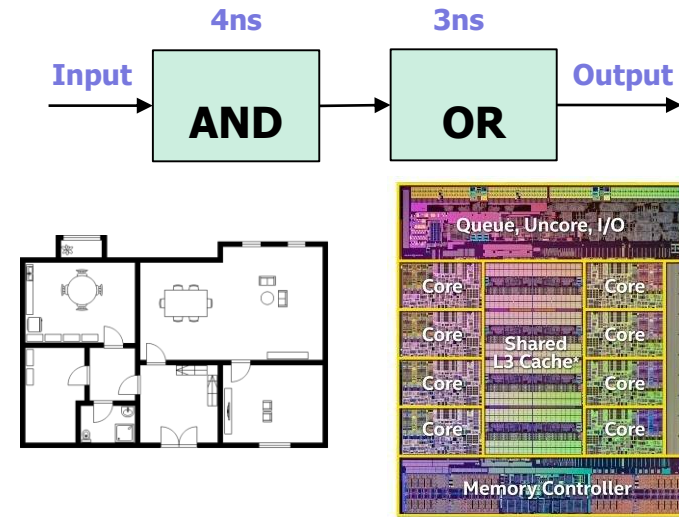 4ns 3ns
Input Output
AND OR
Queue, Uncore, I/O
Core Core
Core Shared Core
L3 Cache*
Core Core
Core Core
Memory Controller